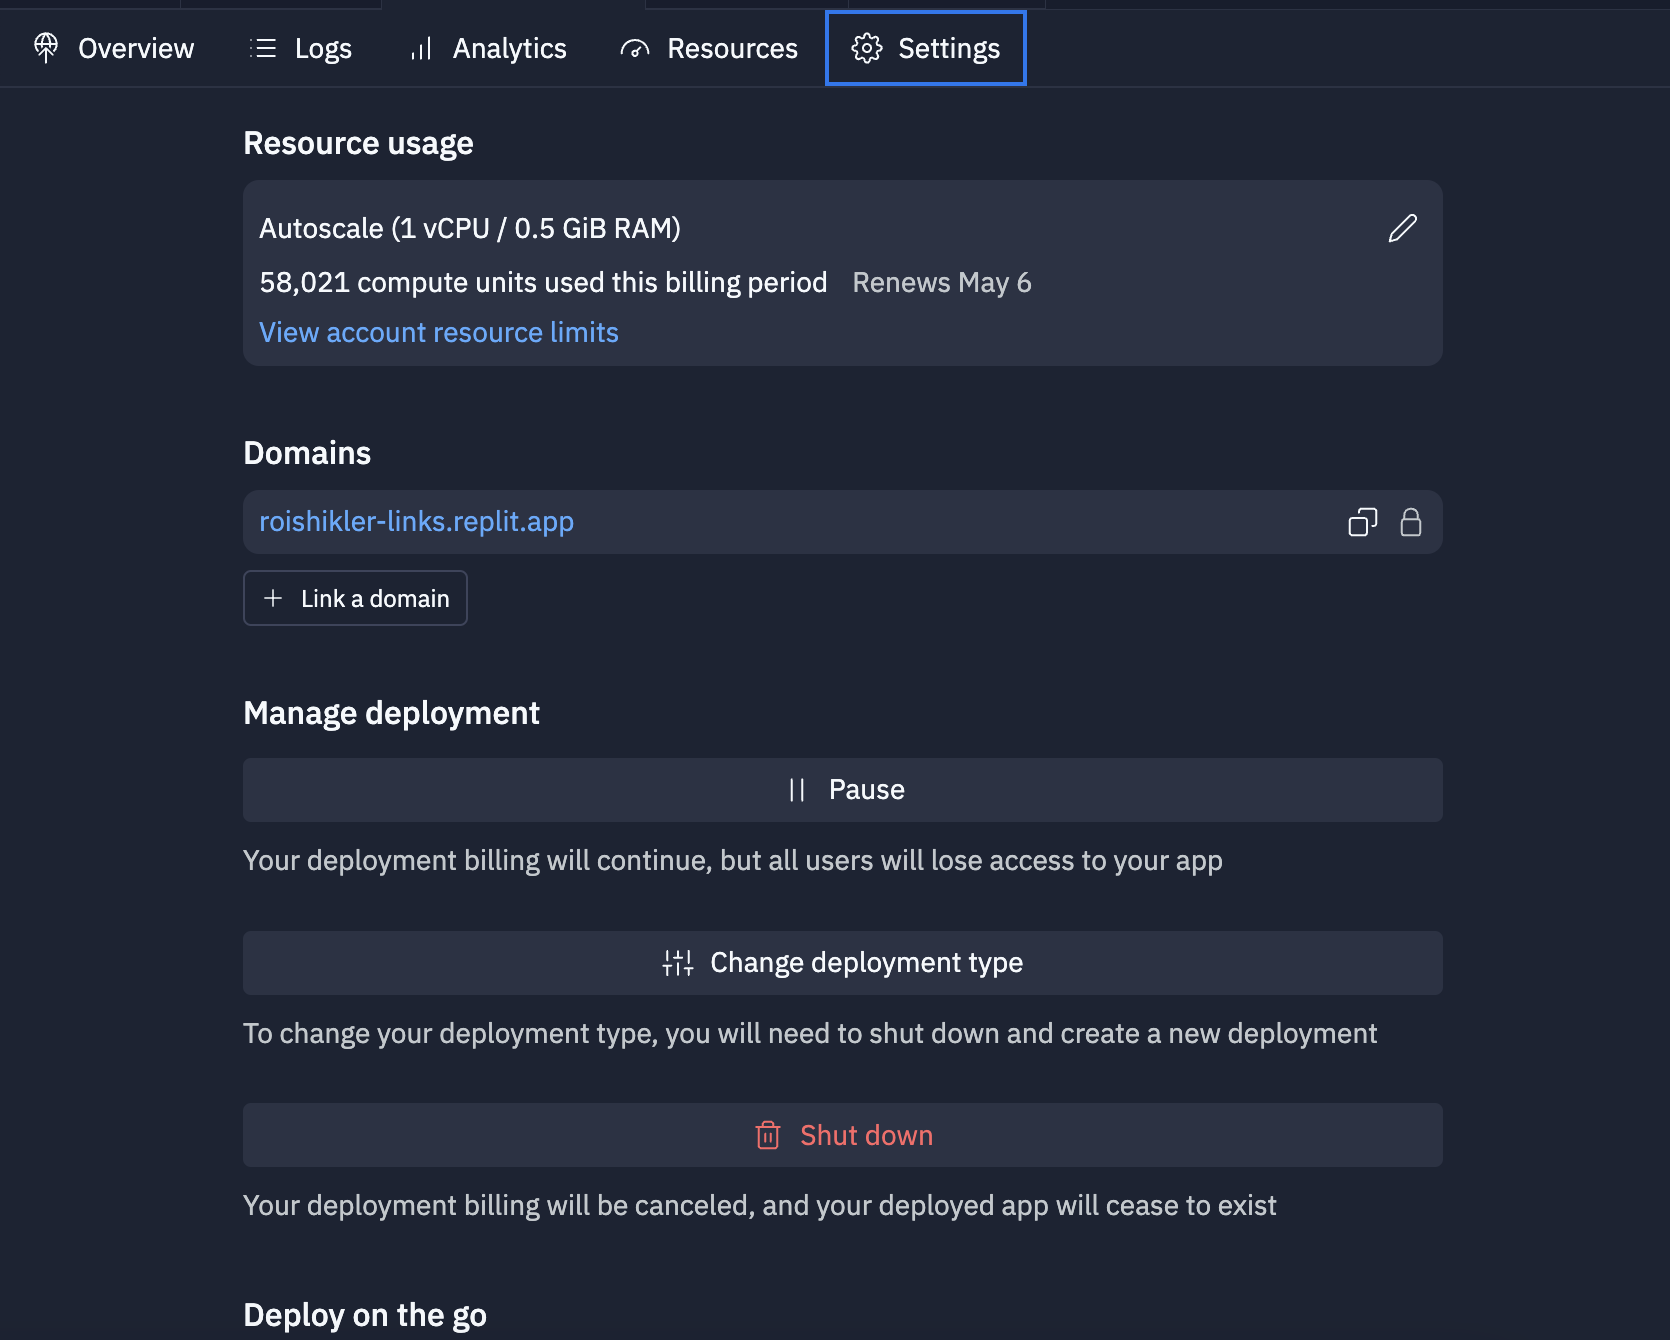 Overview Logs Analytics Resources Settings
Resource usage
Autoscale (1 vCPU / 0.5 GiB RAM)
58,021 compute units used this billing period Renews May 6
View account resource limits
Domains
roishikler-links.replit.app
Link a domain
Manage deployment
Pause
Your deployment billing will continue, but all users will lose access to your app
Change deployment type
To change your deployment type, you will need to shut down and create a new deployment
Shut down
Your deployment billing will be canceled, and your deployed app will cease to exist
Deploy on the go